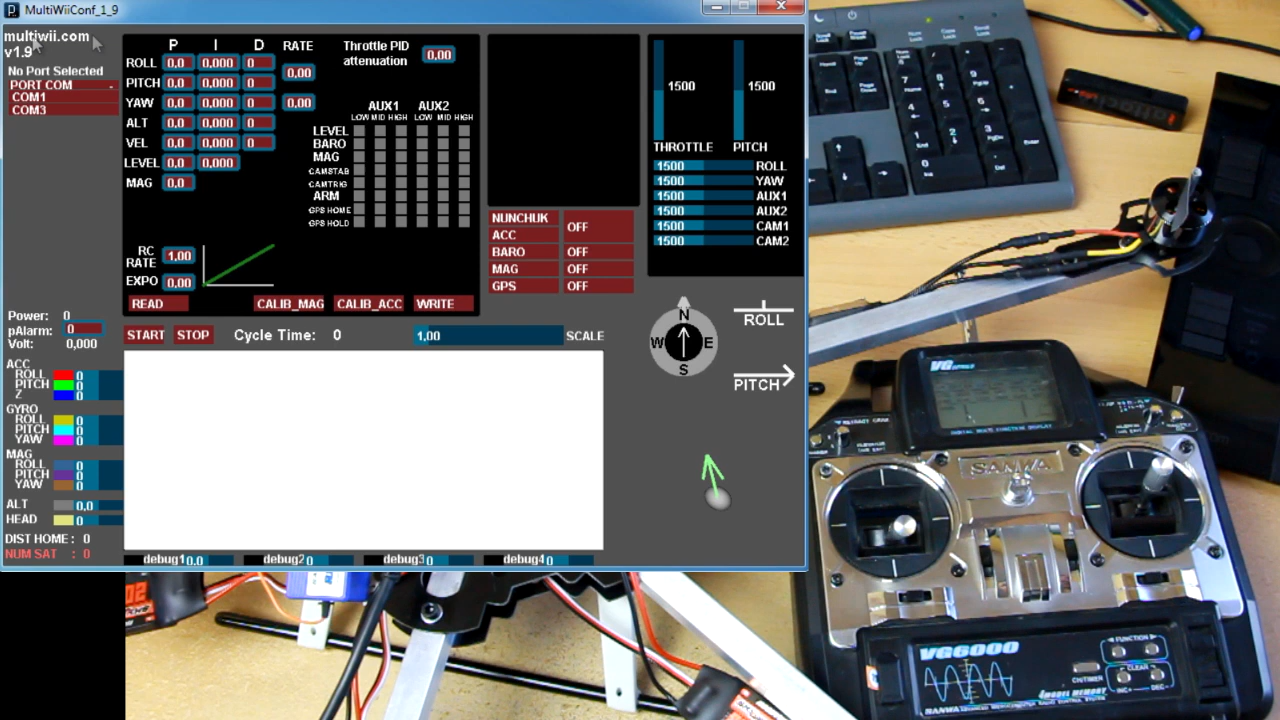 MultiWiiConf_1_9
multiwii.com
v1.9
No Port Selected
PORT COM -
COM1
COM3
P I D RATE
ROLL 0,0 0,000 0
0,00
PITCH 0,0 0,000 0
YAW 0,0 0,000 0 0,00
ALT 0,0 0,000 0
VEL 0,0 0,000 0
LEVEL 0,0 0,000
MAG 0,0
Throttle PID
attenuation 0,00
AUX1 AUX2
LOW MID HIGH LOW MID HIGH
LEVEL
BARO
MAG
CAMSTAB
CAMTRIG
ARM
GPS HOME
GPS HOLD
RC
RATE 1,00
EXPO 0,00
READ CALIB_MAG CALIB_ACC WRITE
NUNCHUK
ACC OFF
BARO OFF
MAG OFF
GPS OFF
1500 1500
THROTTLE PITCH
1500 ROLL
1500 YAW
1500 AUX1
1500 AUX2
1500 CAM1
1500 CAM2
Power: 0
pAlarm: 0
Volt: 0,000
START STOP Cycle Time: 0 1,00 SCALE
N
W E
S
ROLL
PITCH
ACC
ROLL 0
PITCH 0
Z 0
GYRO
ROLL 0
PITCH 0
YAW 0
MAG
ROLL 0
PITCH 0
YAW 0
ALT 0,0
HEAD 0
DIST HOME : 0
NUM SAT : 0
debug1 0,0 debug2 0 debug3 0 debug4 0
VG
DIGITAL MULTI FUNCTION DISPLAY
SANWA
VG6000
FUNCTION
CH/TIMER
CLEAR
INC+ DEC-
MODEL MEMORY